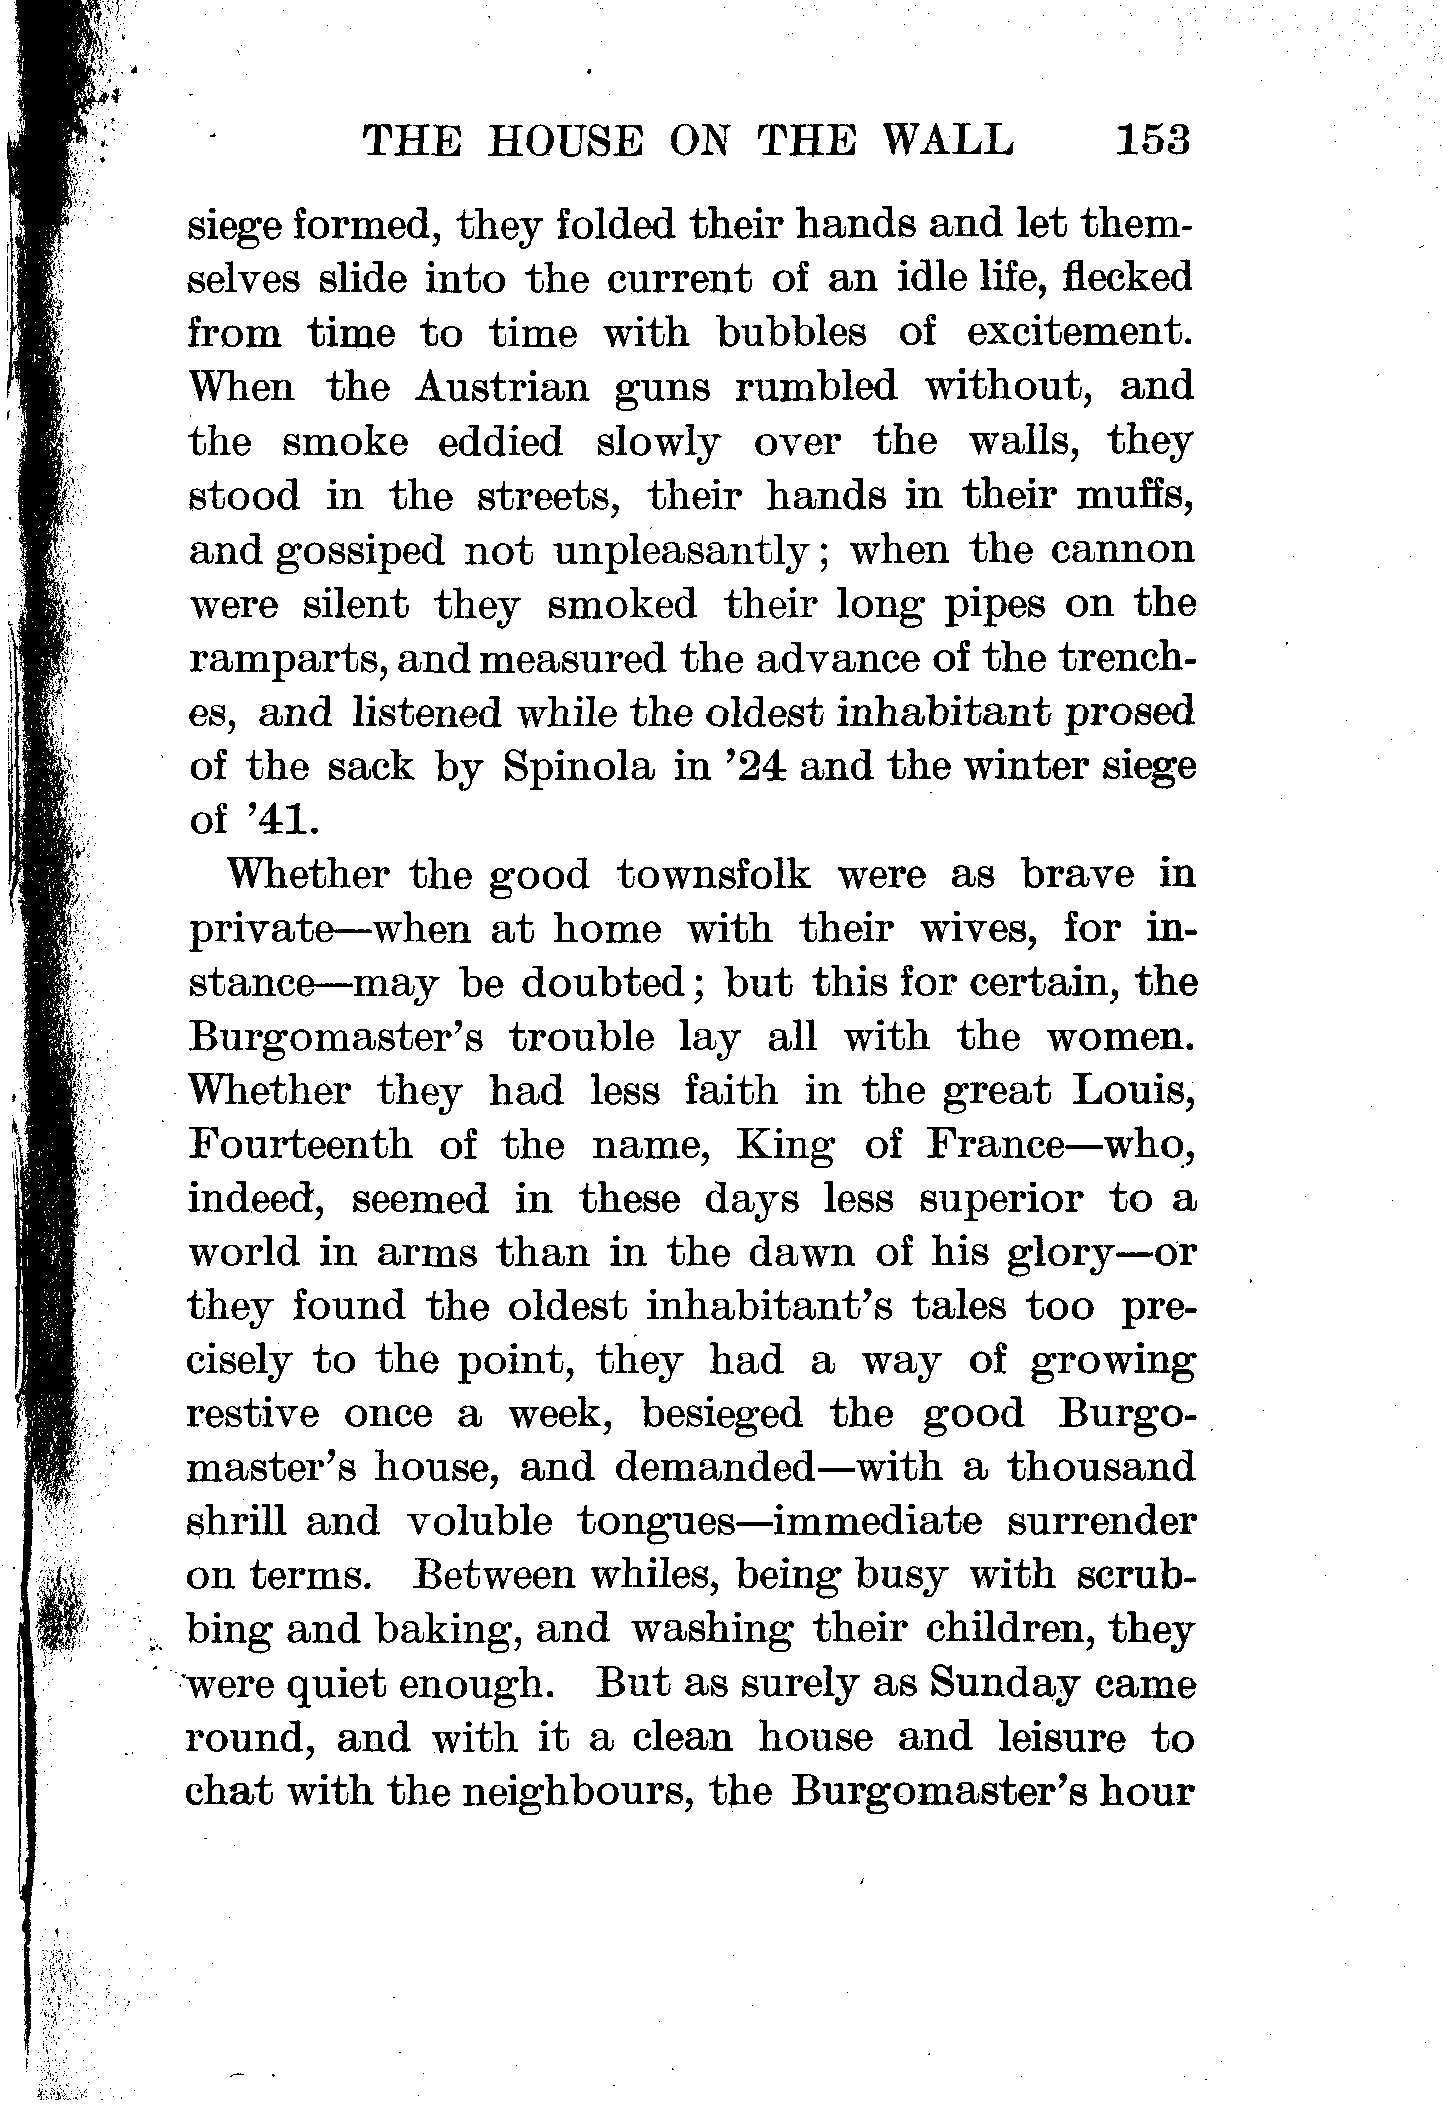 THE HOUSE ON THE WALL 153
siege formed, they folded their hands and let them-
selves slide into the current of an idle life, flecked
from time to time with bubbles of excitement.
When the Austrian guns rumbled without, and
the smoke eddied slowly over the walls, they
stood in the streets, their hands in their muffs,
and gossiped not unpleasantly; when the cannon
were silent they smoked their long pipes on the
ramparts, and measured the advance of the trench-
es, and listened while the oldest inhabitant prosed
of the sack by Spinola in ’24 and the winter siege
of ’41.
Whether the good townsfolk were as brave in
private—when at home with their wives, for in-
stance—may be doubted; but this for certain, the
Burgomaster’s trouble lay all with the women.
Whether they had less faith in the great Louis,
Fourteenth of the name, King of France—who,
indeed, seemed in these days less superior to a
world in arms than in the dawn of his glory—or
they found the oldest inhabitant’s tales too pre-
cisely to the point, they had a way of growing
restive once a week, besieged the good Burgo-
master’s house, and demanded—with a thousand
shrill and voluble tongues—immediate surrender
on terms. Between whiles, being busy with scrub-
bing and baking, and washing their children, they
were quiet enough. But as surely as Sunday came
round, and with it a clean house and leisure to
chat with the neighbours, the Burgomaster’s hour